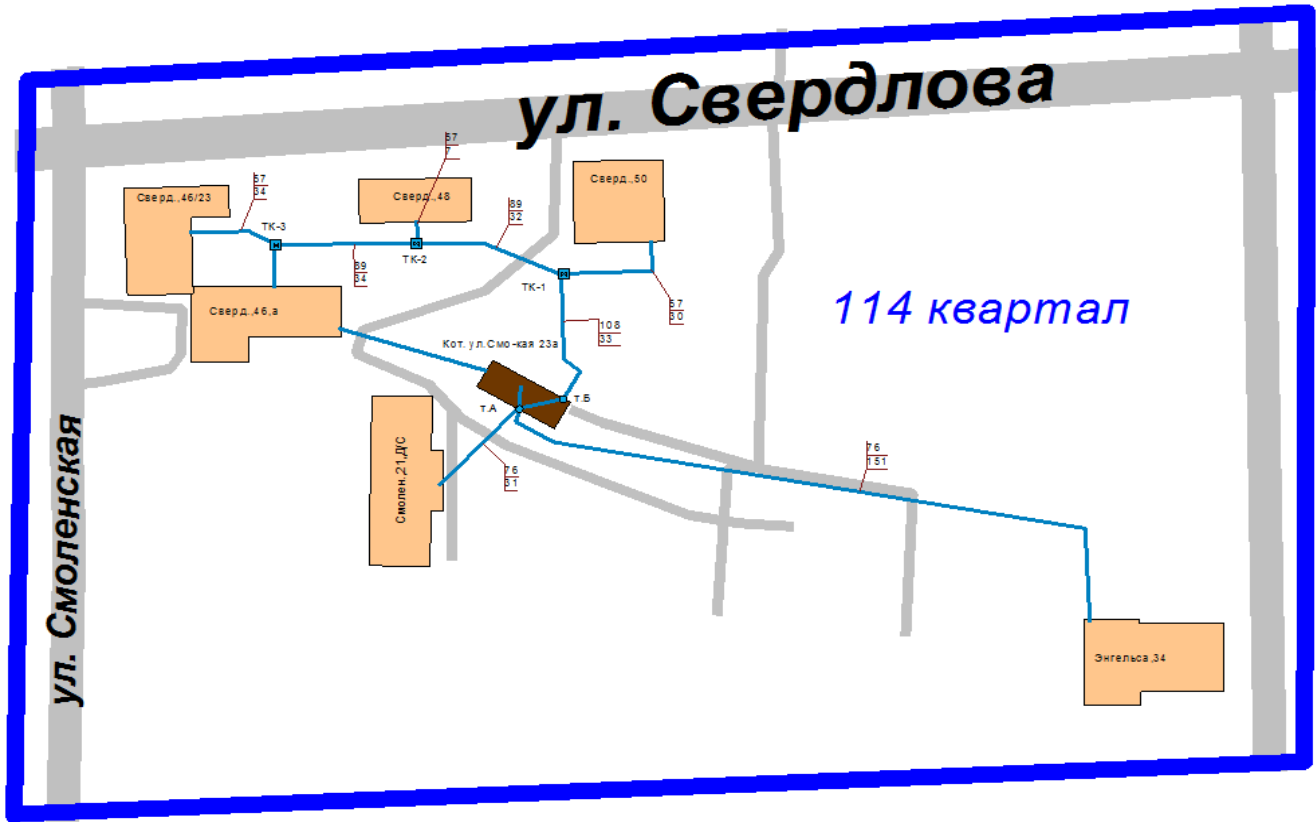 ул. Свердлова
57
7
Сверд.,50
57
34
Сверд.,46/23
Сверд.,48
89
32
ТК-3
ТК-2
89
34
ТК-1
Сверд.,46,а
57
30
114 квартал
108
33
Кот. ул.Смо-кая 23а
т.А
т.Б
76
151
76
31
Смолен.,21,Д/С
ул. Смоленская
Энгельса,34